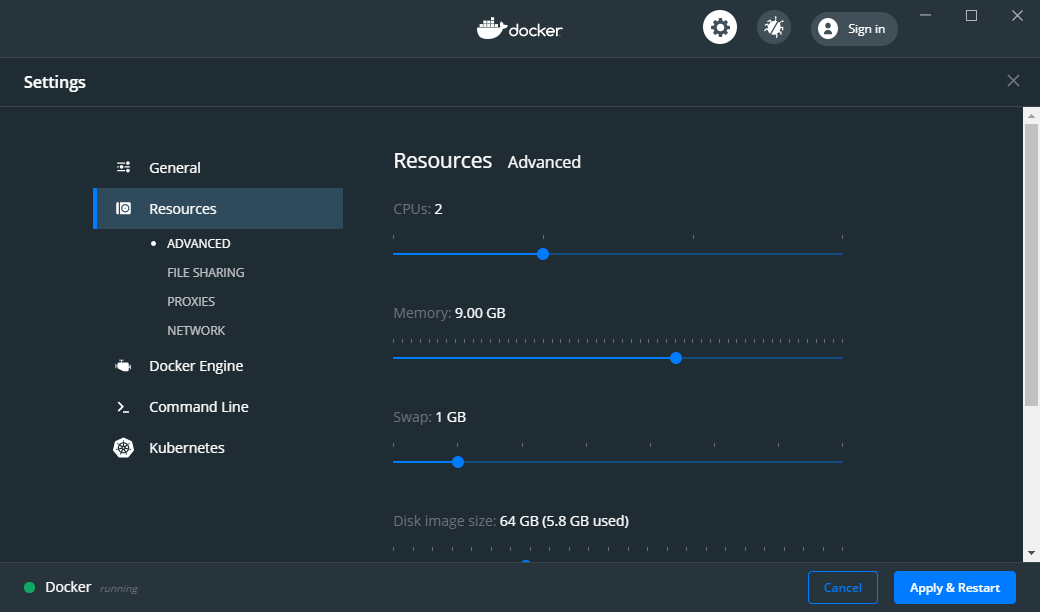 docker
Sign in
Settings
General
Resources
ADVANCED
FILE SHARING
PROXIES
NETWORK
Docker Engine
Command Line
Kubernetes
Resources Advanced
CPUs: 2
Memory: 9.00 GB
Swap: 1 GB
Disk image size: 64 GB (5.8 GB used)
Docker running
Cancel
Apply & Restart